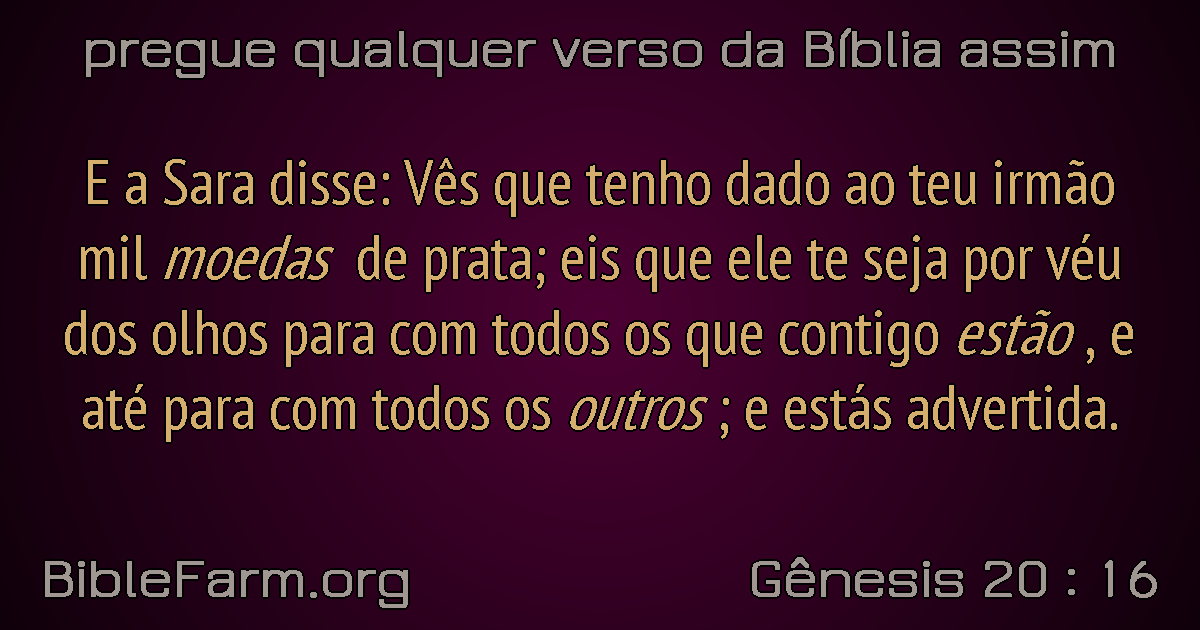 pregue qualquer verso da Bíblia assim
E a Sara disse: Vês que tenho dado ao teu irmão
mil moedas de prata; eis que ele te seja por véu
dos olhos para com todos os que contigo estão , e
até para com todos os outros ; e estás advertida.
BibleFarm.org
Gênesis 20 : 16